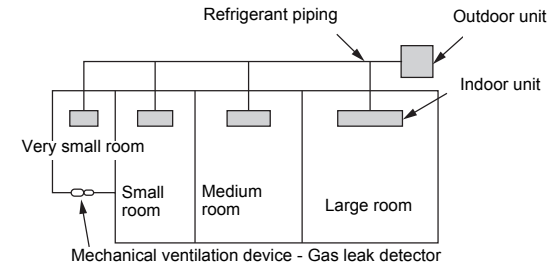 Refrigerant piping
Outdoor unit
Indoor unit
Very small room
Small
room
Medium
room
Large room
Mechanical ventilation device - Gas leak detector